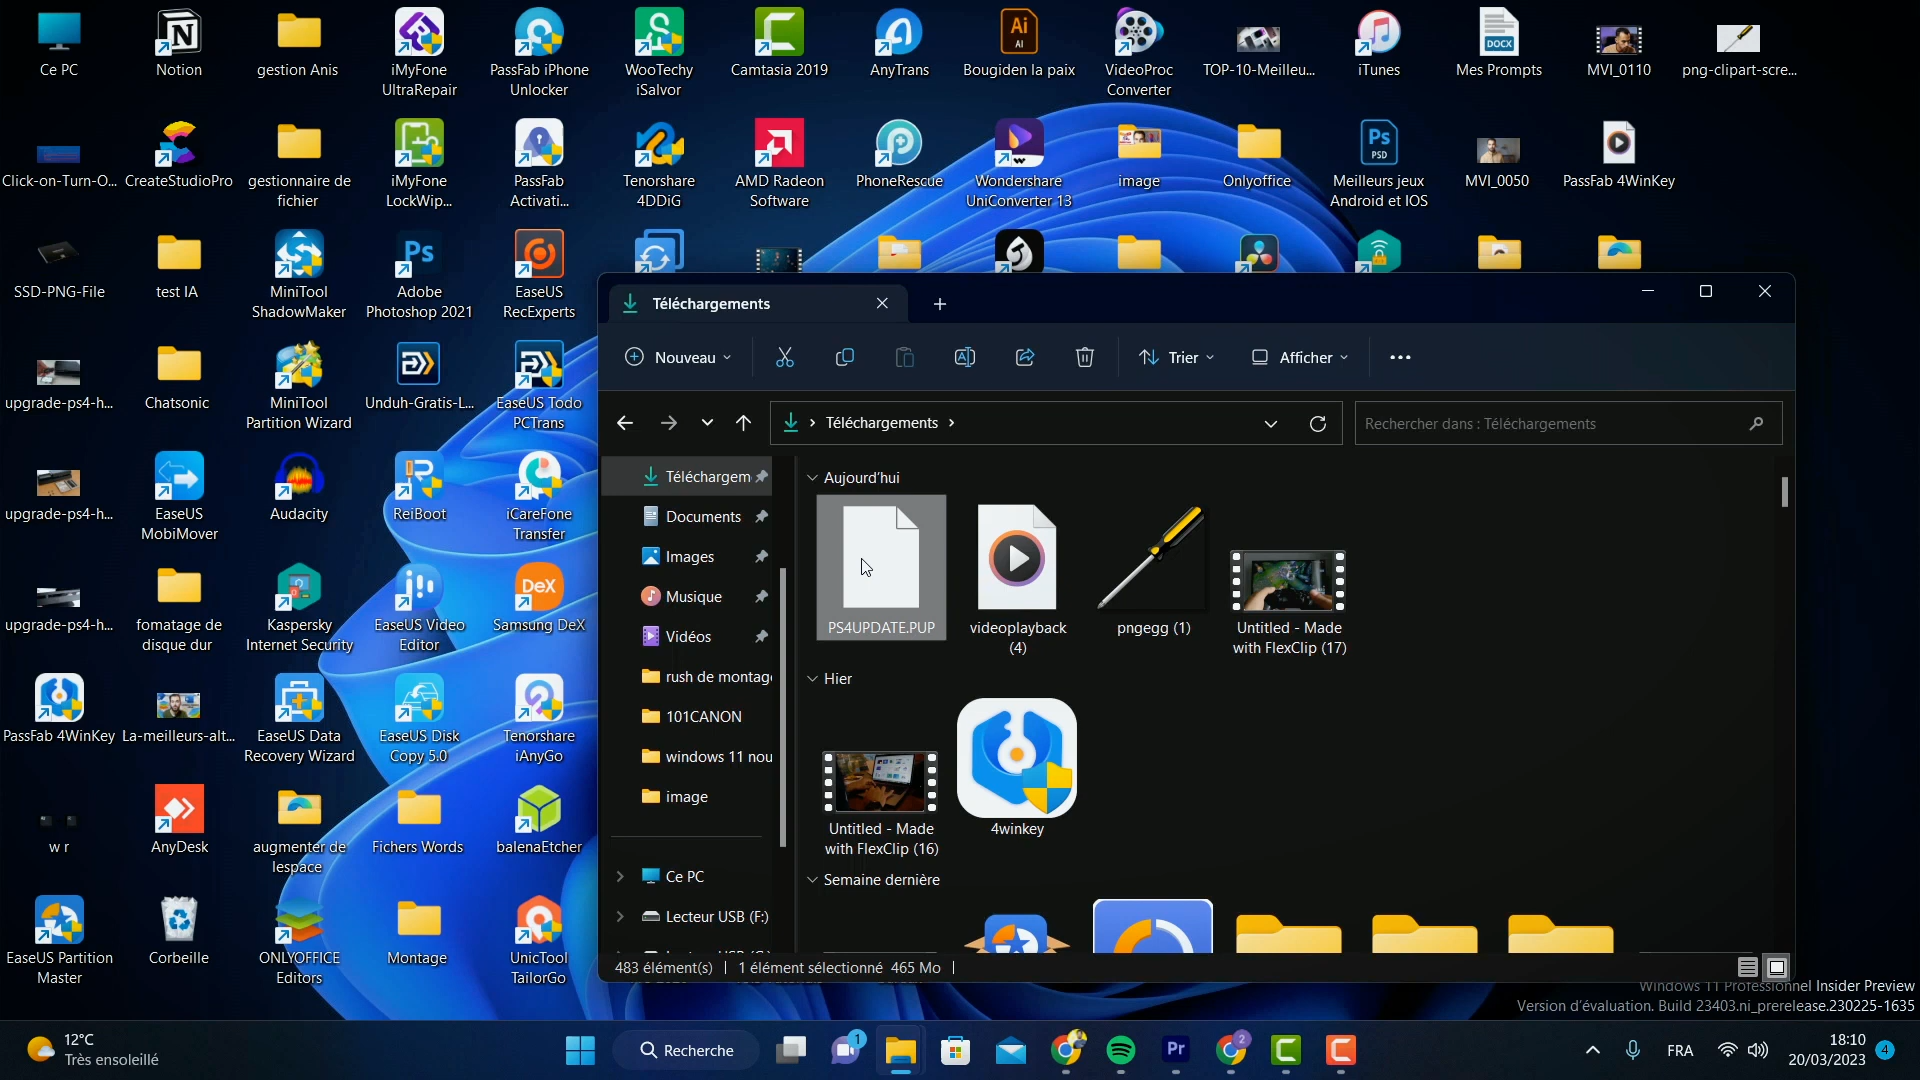 Ce PC
Notion
gestion Anis
iMyFone
UltraRepair
PassFab iPhone
Unlocker
WooTechy
iSalvor
Camtasia 2019
AnyTrans
Bougiden la paix
VideoProc
Converter
TOP-10-Meilleu...
iTunes
Mes Prompts
MVI_0110
png-clipart-scre...
Click-on-Turn-O...
CreateStudioPro
gestionnaire de
fichier
iMyFone
LockWip...
PassFab
Activati...
Tenorshare
4DDiG
AMD Radeon
Software
PhoneRescue
Wondershare
UniConverter 13
image
Onlyoffice
Meilleurs jeux
Android et IOS
MVI_0050
PassFab 4WinKey
SSD-PNG-File
test IA
MiniTool
ShadowMaker
Adobe
Photoshop 2021
EaseUS
RecExperts
upgrade-ps4-h...
Chatsonic
MiniTool
Partition Wizard
Unduh-Gratis-L...
EaseUS Todo
PCTrans
upgrade-ps4-h...
EaseUS
MobiMover
Audacity
ReiBoot
iCareFone
Transfer
upgrade-ps4-h...
fomatage de
disque dur
Kaspersky
Internet Security
EaseUS Video
Editor
Samsung DeX
PassFab 4WinKey
La-meilleurs-alt...
EaseUS Data
Recovery Wizard
EaseUS Disk
Copy 5.0
Tenorshare
iAnyGo
w r
AnyDesk
augmenter de
lespace
Fichers Words
balenaEtcher
EaseUS Partition
Master
Corbeille
ONLYOFFICE
Editors
Montage
UnicTool
TailorGo
Téléchargements
Nouveau
Trier
Afficher
Téléchargements
Rechercher dans : Téléchargements
Téléchargem
Documents
Images
Musique
Vidéos
rush de montage
101CANON
windows 11 nou
image
Ce PC
Lecteur USB (F:)
Aujourd'hui
PS4UPDATE.PUP
videoplayback
(4)
pngegg (1)
Untitled - Made
with FlexClip (17)
Hier
Untitled - Made
with FlexClip (16)
4winkey
Semaine dernière
483 élément(s)
1 élément sélectionné 465 Mo
Windows 11 Professionnel Insider Preview
Version d'évaluation. Build 23403.ni_prerelease.230225-1635
12°C
Très ensoleillé
Recherche
FRA
18:10
20/03/2023
4